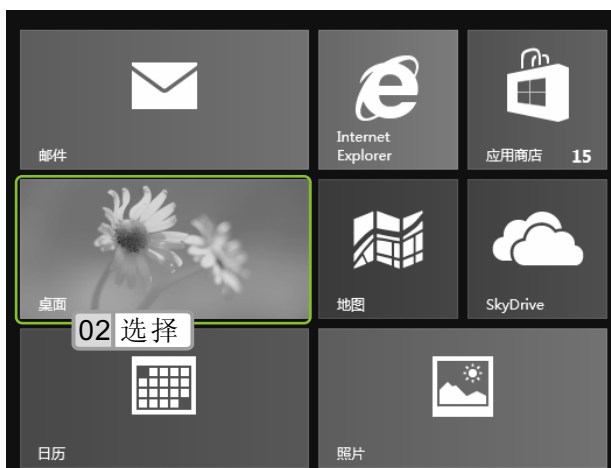 邮件
Internet
Explorer
应用商店 15
桌面
地图
SkyDrive
02 选择
日历
照片